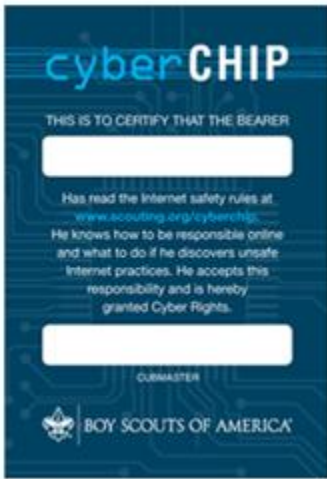 cyberCHIP
THIS IS TO CERTIFY THAT THE BEARER
Has read the Internet safety rules at
www.scouting.org/cyberchip.
He knows how to be responsible online
and what to do if he discovers unsafe
Internet practices. He accepts this
responsibility and is hereby
granted Cyber Rights.
CUBMASTER
BOY SCOUTS OF AMERICA®